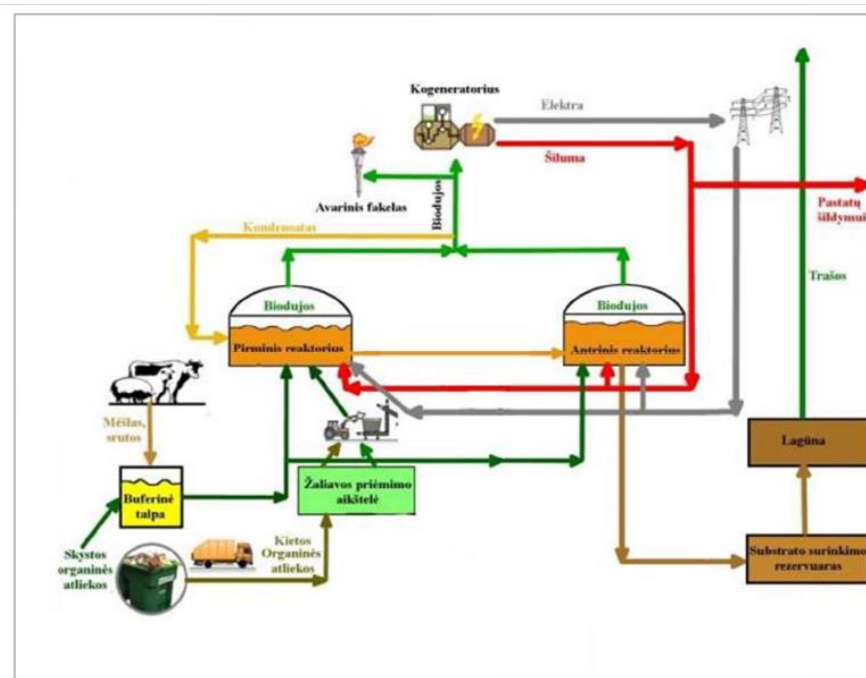 Kogeneratorius
Elektra
Šiluma
Avarinis fakelas
Biodujos
Pastatų
šildymui
Kondensatas
Trąšos
Biodujos
Biodujos
Pirminis reaktorius
Antrinis reaktorius
Mėšlas,
srutos
Lagūna
Buferinė
talpa
Žaliavos priėmimo
aikštelė
Skystos
organinės
atliekos
Kietos
Organinės
atliekos
Substrato surinkimo
rezervuaras